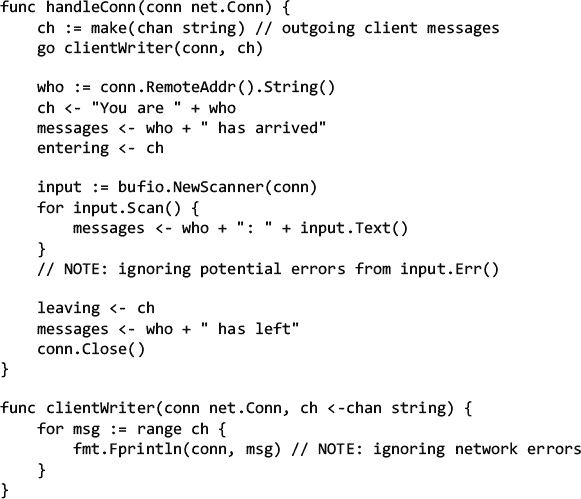 func handleConn(conn net.Conn) {
    ch := make(chan string) // outgoing client messages
    go clientWriter(conn, ch)

    who := conn.RemoteAddr().String()
    ch <- "You are " + who
    messages <- who + " has arrived"
    entering <- ch

    input := bufio.NewScanner(conn)
    for input.Scan() {
        messages <- who + ": " + input.Text()
    }
    // NOTE: ignoring potential errors from input.Err()

    leaving <- ch
    messages <- who + " has left"
    conn.Close()
}

func clientWriter(conn net.Conn, ch <-chan string) {
    for msg := range ch {
        fmt.Fprintln(conn, msg) // NOTE: ignoring network errors
    }
}